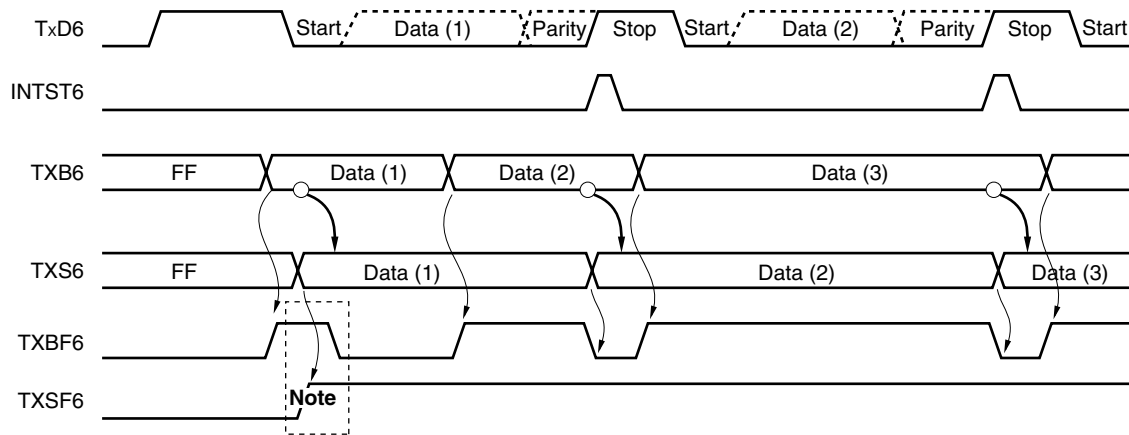 TxD6 Start Data (1) Parity Stop Start Data (2) Parity Stop Start
INTST6
TXB6 FF Data (1) Data (2) Data (3)
TXS6 FF Data (1) Data (2) Data (3)
TXBF6
TXSF6 Note